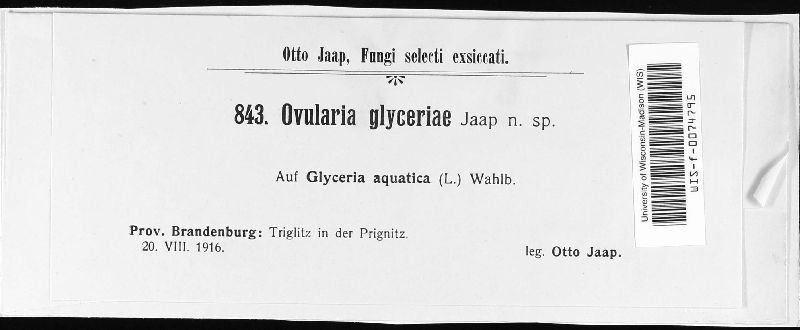 Otto Jaap, Fungi selecti exsiccati.
843. Ovularia glyceriae Jaap n. sp.
Auf Glyceria aquatica (L.) Wahlb.
Prov. Brandenburg: Triglitz in der Prignitz.
20. VIII. 1916.
leg. Otto Jaap.
University of Wisconsin-Madison (WIS)
WIS-f-0074795